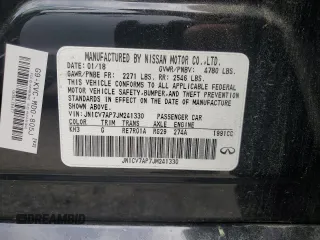 MANUFACTURED BY NISSAN MOTOR CO.,LTD.
DATE: 01/18 GVWR/PNBV: 4780 LBS.
GAWR/PNBE FR: 2271 LBS. RR: 2546 LBS.
THIS VEHICLE CONFORMS TO ALL APPLICABLE FEDERAL
MOTOR VEHICLE SAFETY,BUMPER,AND THEFT PREVENTION
STANDARDS IN EFFECT ON THE DATE OF MANUFACTURE
SHOWN ABOVE.
VIN:JN1CV7AP7JM241330 PASSENGER CAR
COLOR TRIM TRANS AXLE ENGINE
KH3 G RE7R01A R029 274A 1991CC
JN1CV7AP7JM241330
INFINITI